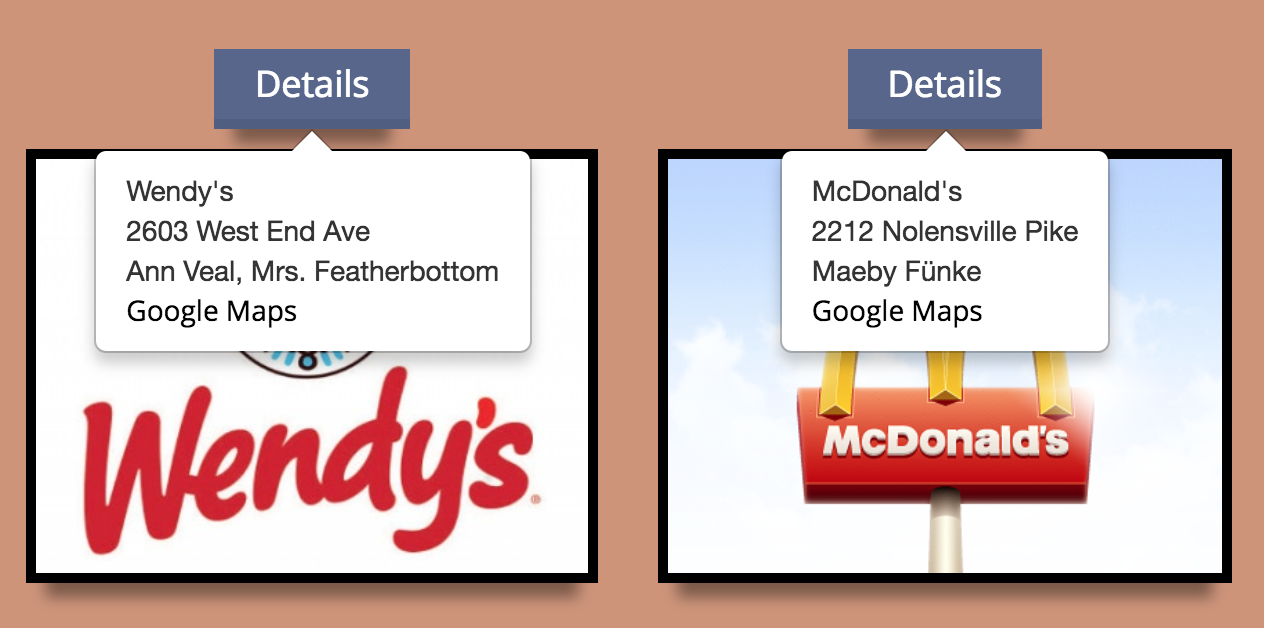 Details
Wendy's
2603 West End Ave
Ann Veal, Mrs. Featherbottom
Google Maps
Wendy's
®
Details
McDonald's
2212 Nolensville Pike
Maeby Fünke
Google Maps
McDonald's